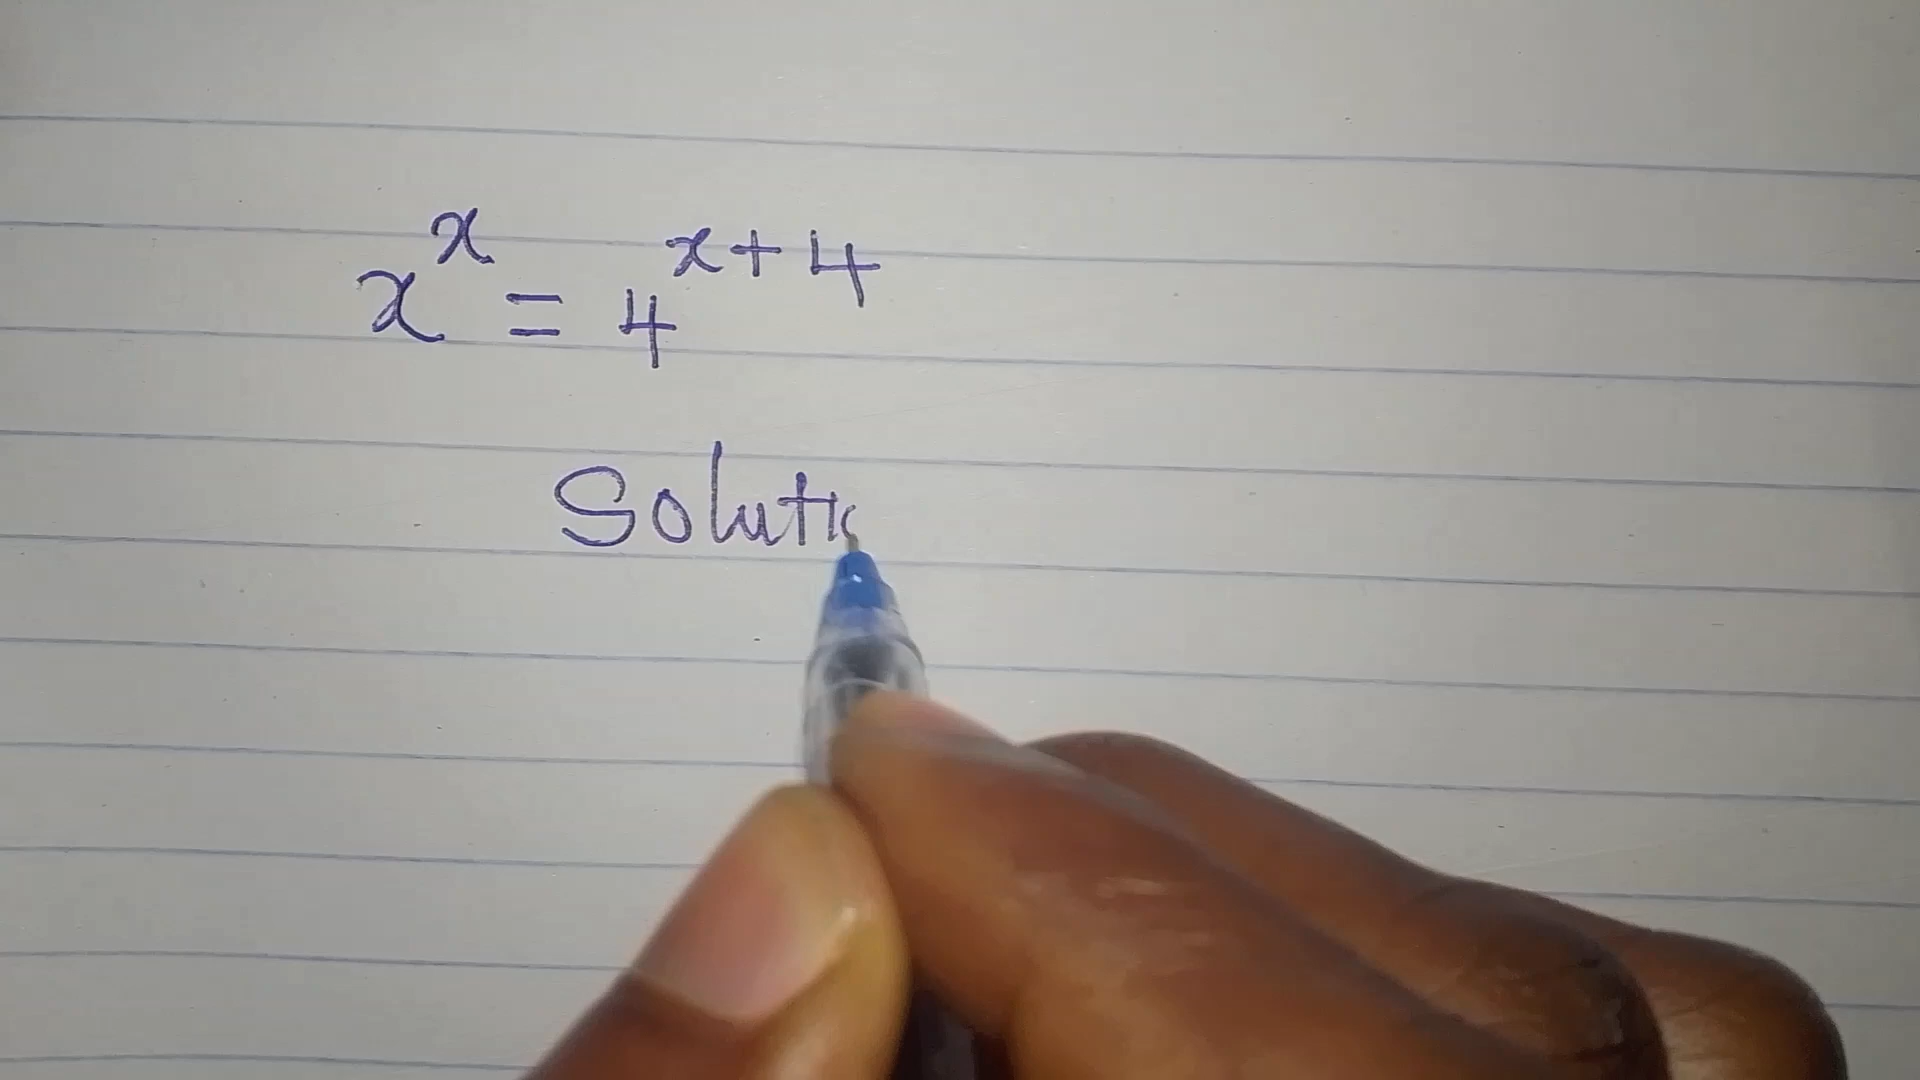 x^x = 4^{x+4}
Solutio